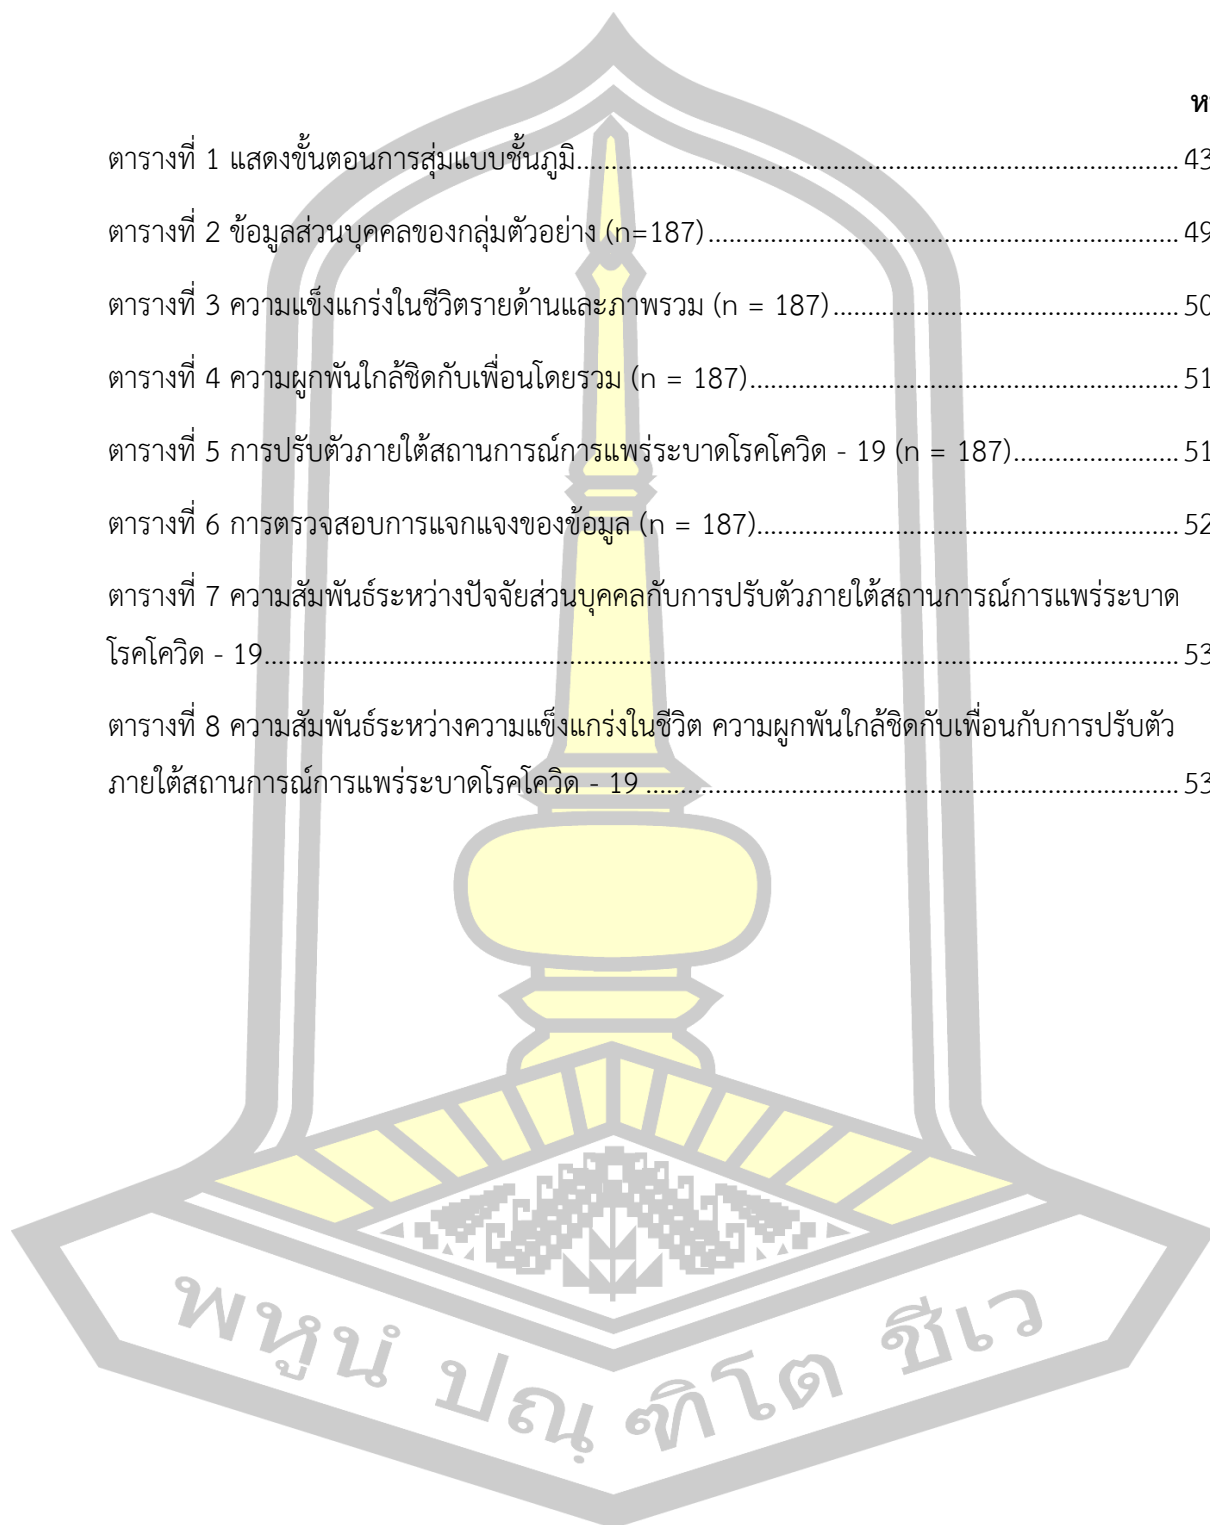 ห
ตารางที่ 1 แสดงขั้นตอนการสุ่มแบบชั้นภูมิ.......................................................................................... 43
ตารางที่ 2 ข้อมูลส่วนบุคคลของกลุ่มตัวอย่าง (n=187)...................................................................... 49
ตารางที่ 3 ความแข็งแกร่งในชีวิตรายด้านและภาพรวม (n = 187).................................................... 50
ตารางที่ 4 ความผูกพันใกล้ชิดกับเพื่อนโดยรวม (n = 187)................................................................ 51
ตารางที่ 5 การปรับตัวภายใต้สถานการณ์การแพร่ระบาดโรคโควิด - 19 (n = 187)........................ 51
ตารางที่ 6 การตรวจสอบการแจกแจงของข้อมูล (n = 187)............................................................... 52
ตารางที่ 7 ความสัมพันธ์ระหว่างปัจจัยส่วนบุคคลกับการปรับตัวภายใต้สถานการณ์การแพร่ระบาด
โรคโควิด - 19....................................................................................................................................... 53
ตารางที่ 8 ความสัมพันธ์ระหว่างความแข็งแกร่งในชีวิต ความผูกพันใกล้ชิดกับเพื่อนกับการปรับตัว
ภายใต้สถานการณ์การแพร่ระบาดโรคโควิด - 19 ............................................................................... 53
พหูนํ ปณฺฑิโต ชีเว